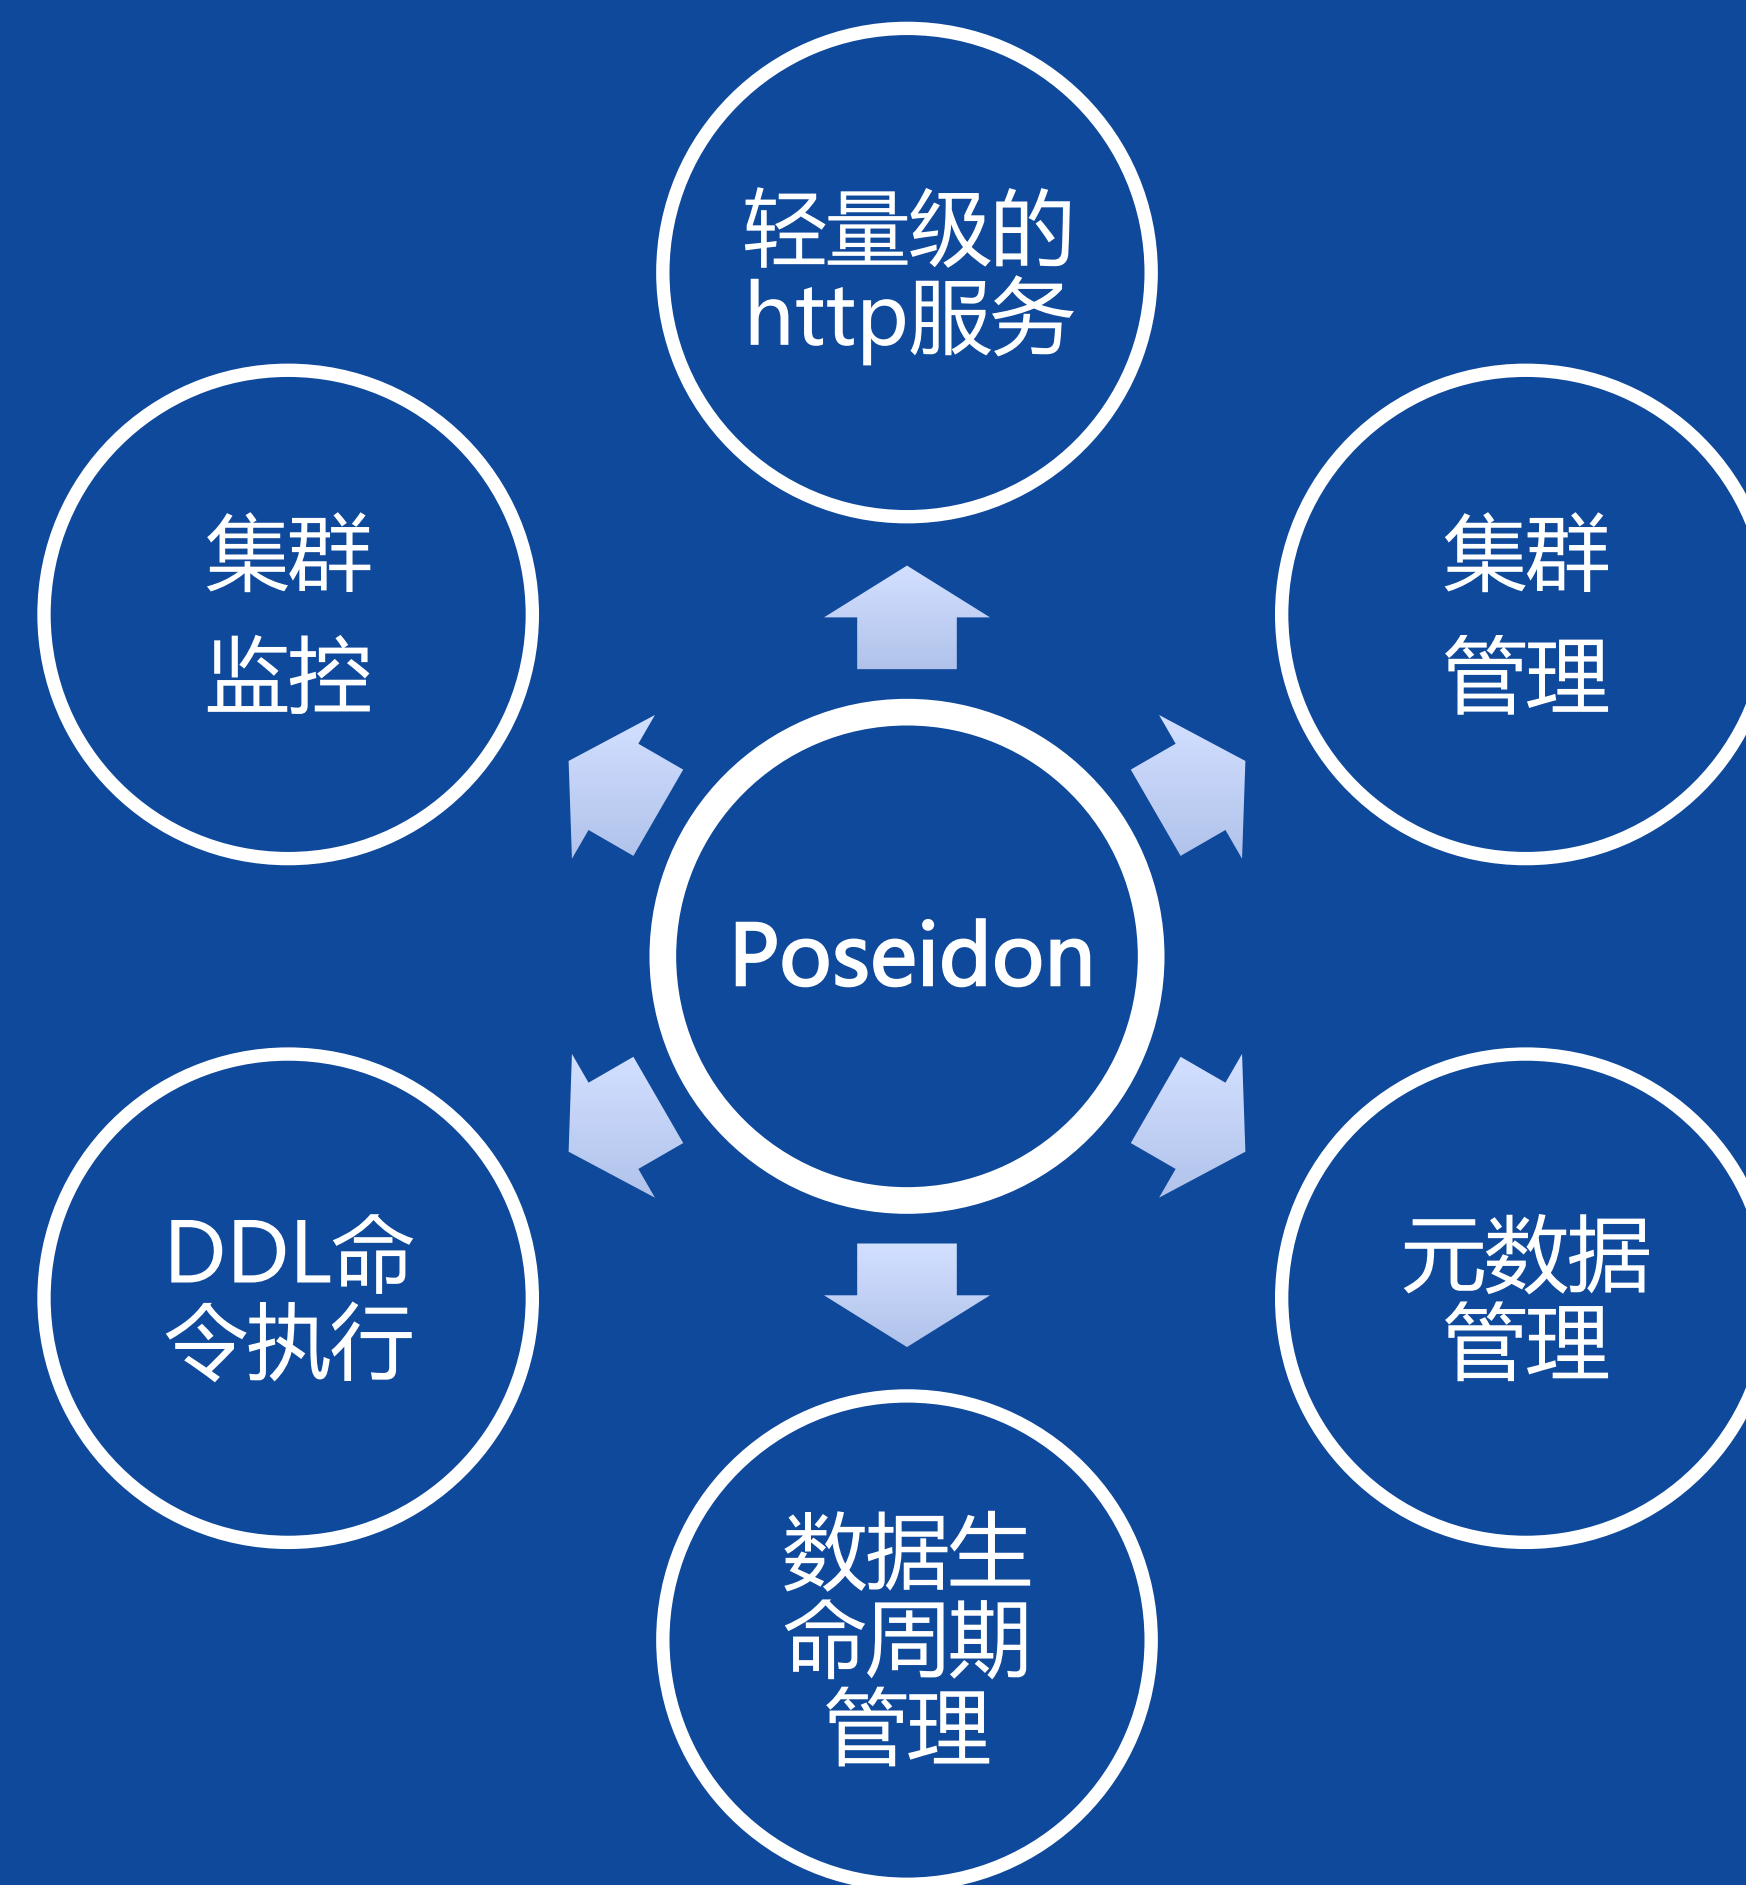 轻量级的
http服务
集群
监控
集群
管理
Poseidon
DDL命
令执行
元数据
管理
数据生
命周期
管理